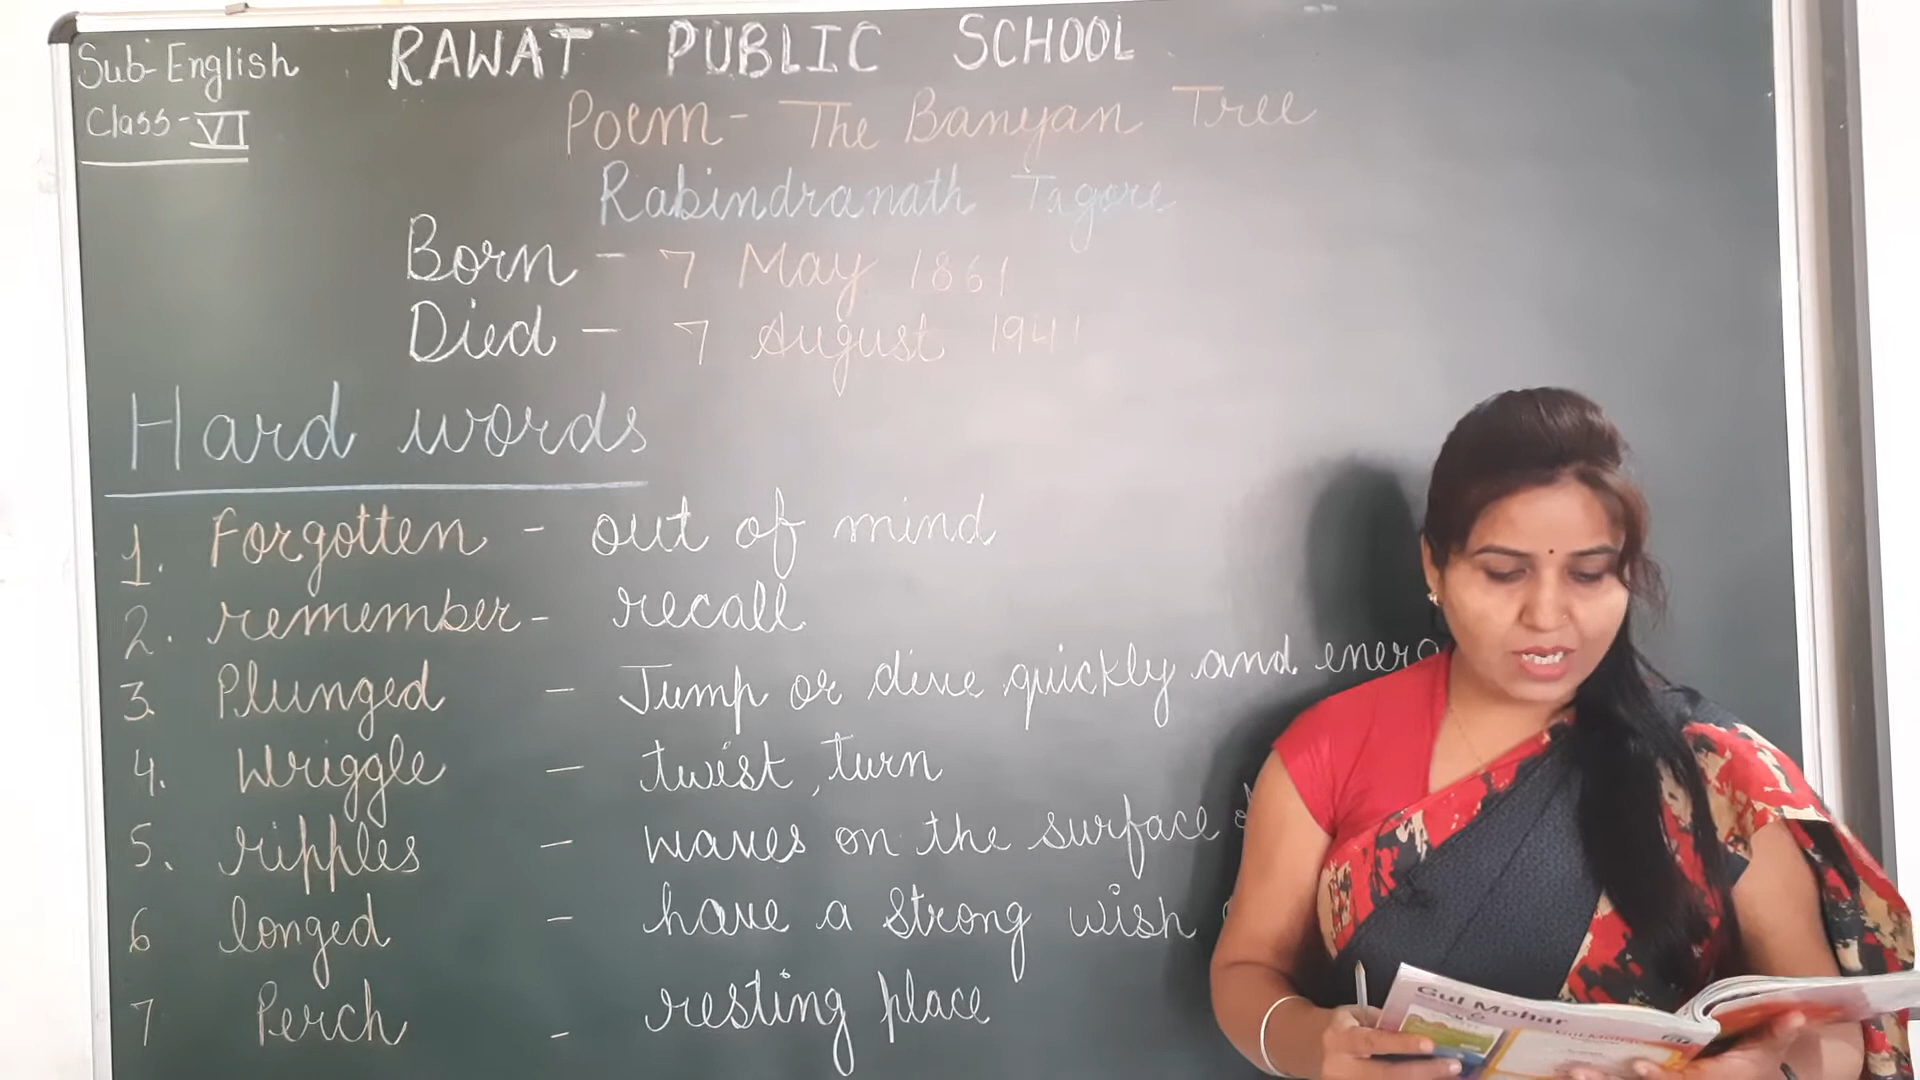 Sub-English
RAWAT PUBLIC SCHOOL
Class-VI
Poem- The Banyan Tree
Rabindranath Tagore
Born - 7 May 1861
Died - 7 August 1941
Hard words
1. Forgotten - out of mind
2. remember - recall
3. Plunged - Jump or dive quickly and energ
4. Wriggle - twist, turn
5. ripples - waves on the surface
6 longed - have a strong wish
7 Perch - resting place
Gul Mohar
6